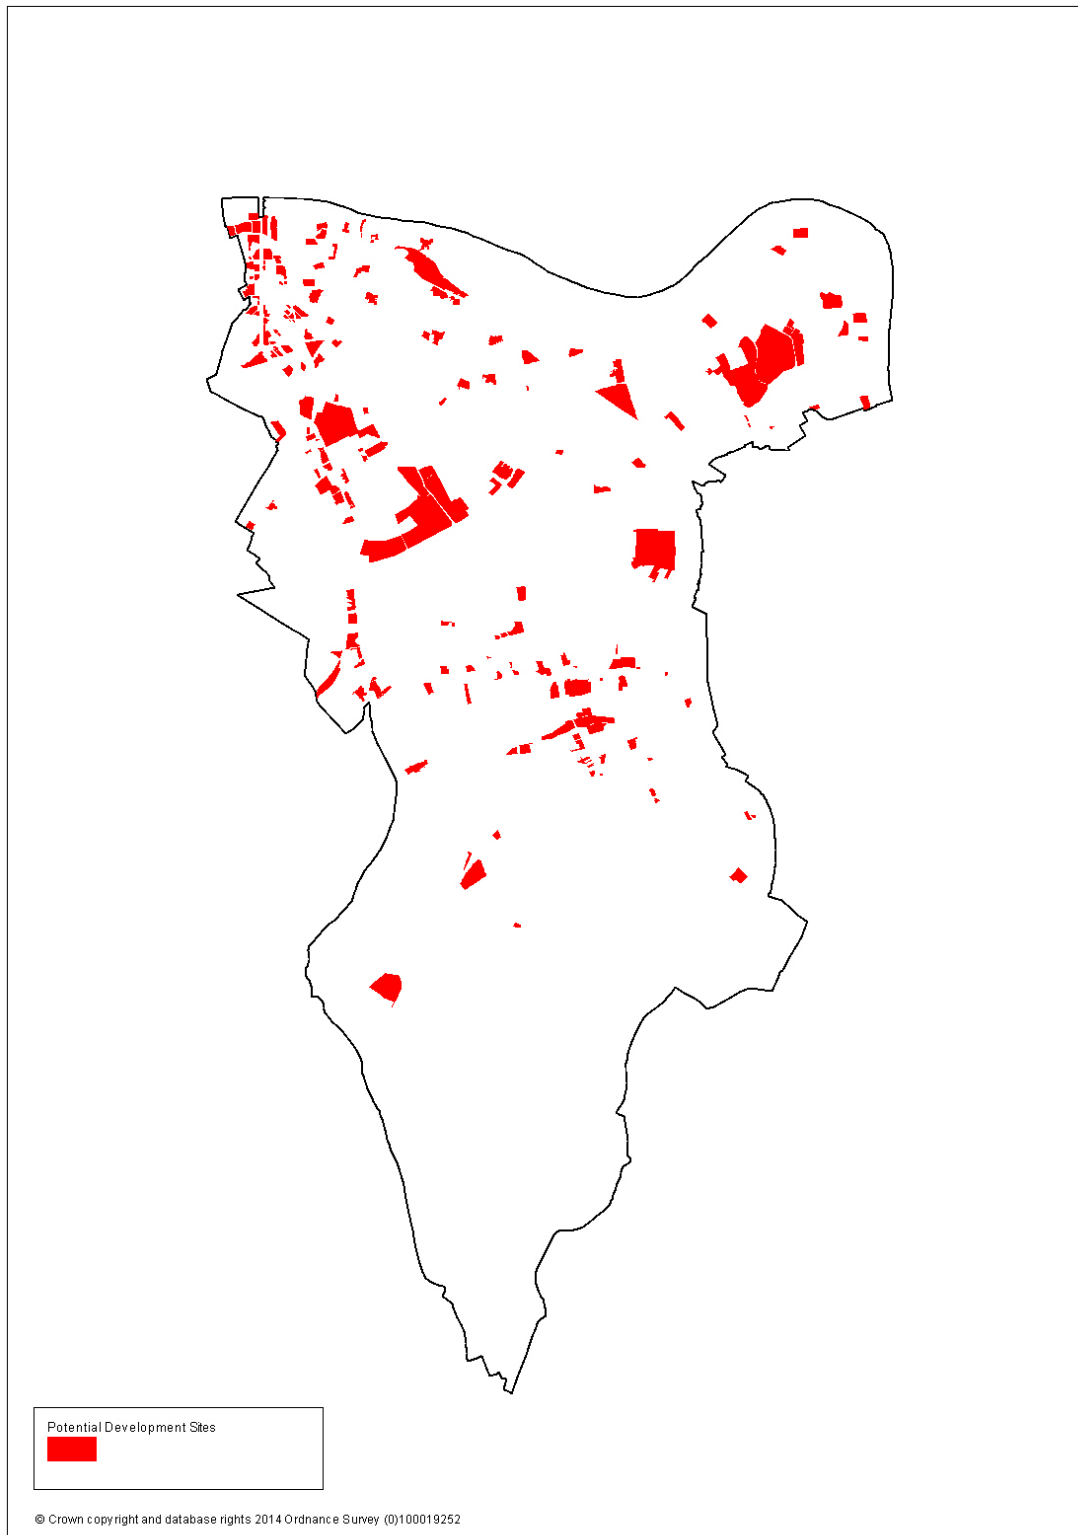 Potential Development Sites
© Crown copyright and database rights 2014 Ordnance Survey (0)100019252